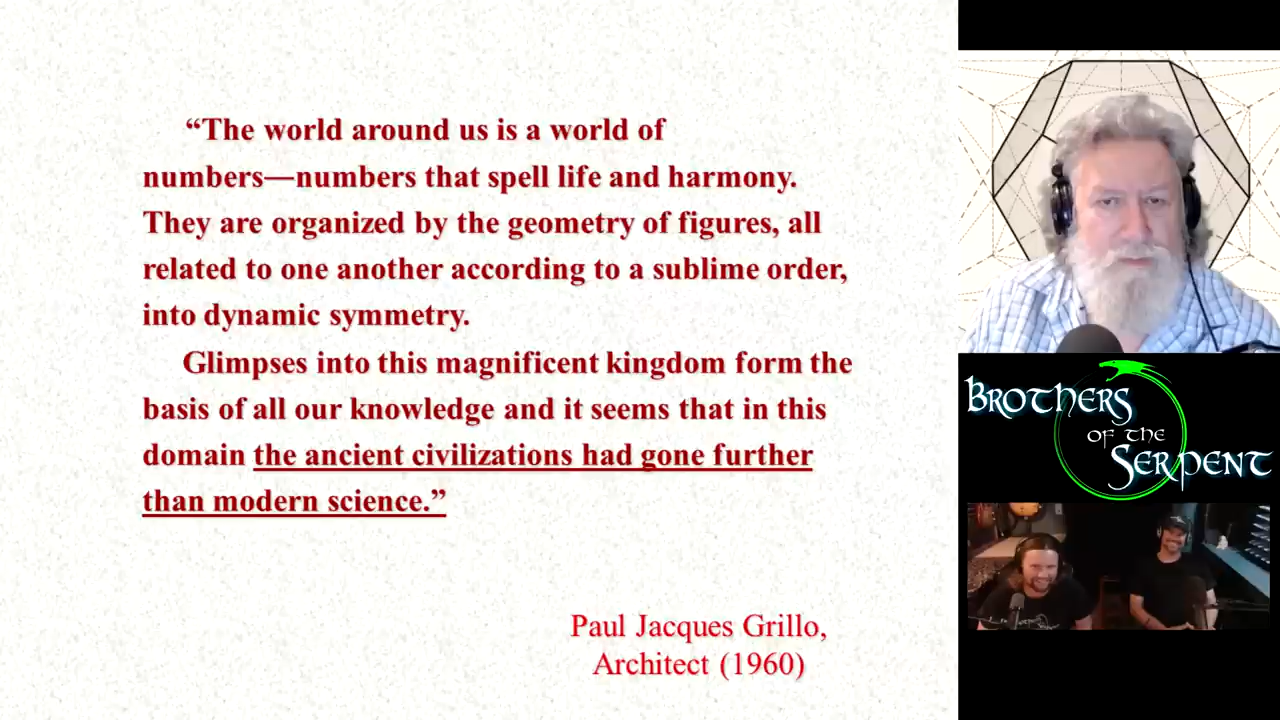 “The world around us is a world of
numbers—numbers that spell life and harmony.
They are organized by the geometry of figures, all
related to one another according to a sublime order,
into dynamic symmetry.
Glimpses into this magnificent kingdom form the
basis of all our knowledge and it seems that in this
domain the ancient civilizations had gone further
than modern science.”
Paul Jacques Grillo,
Architect (1960)
BROTHERS
OF THE
SERPENT